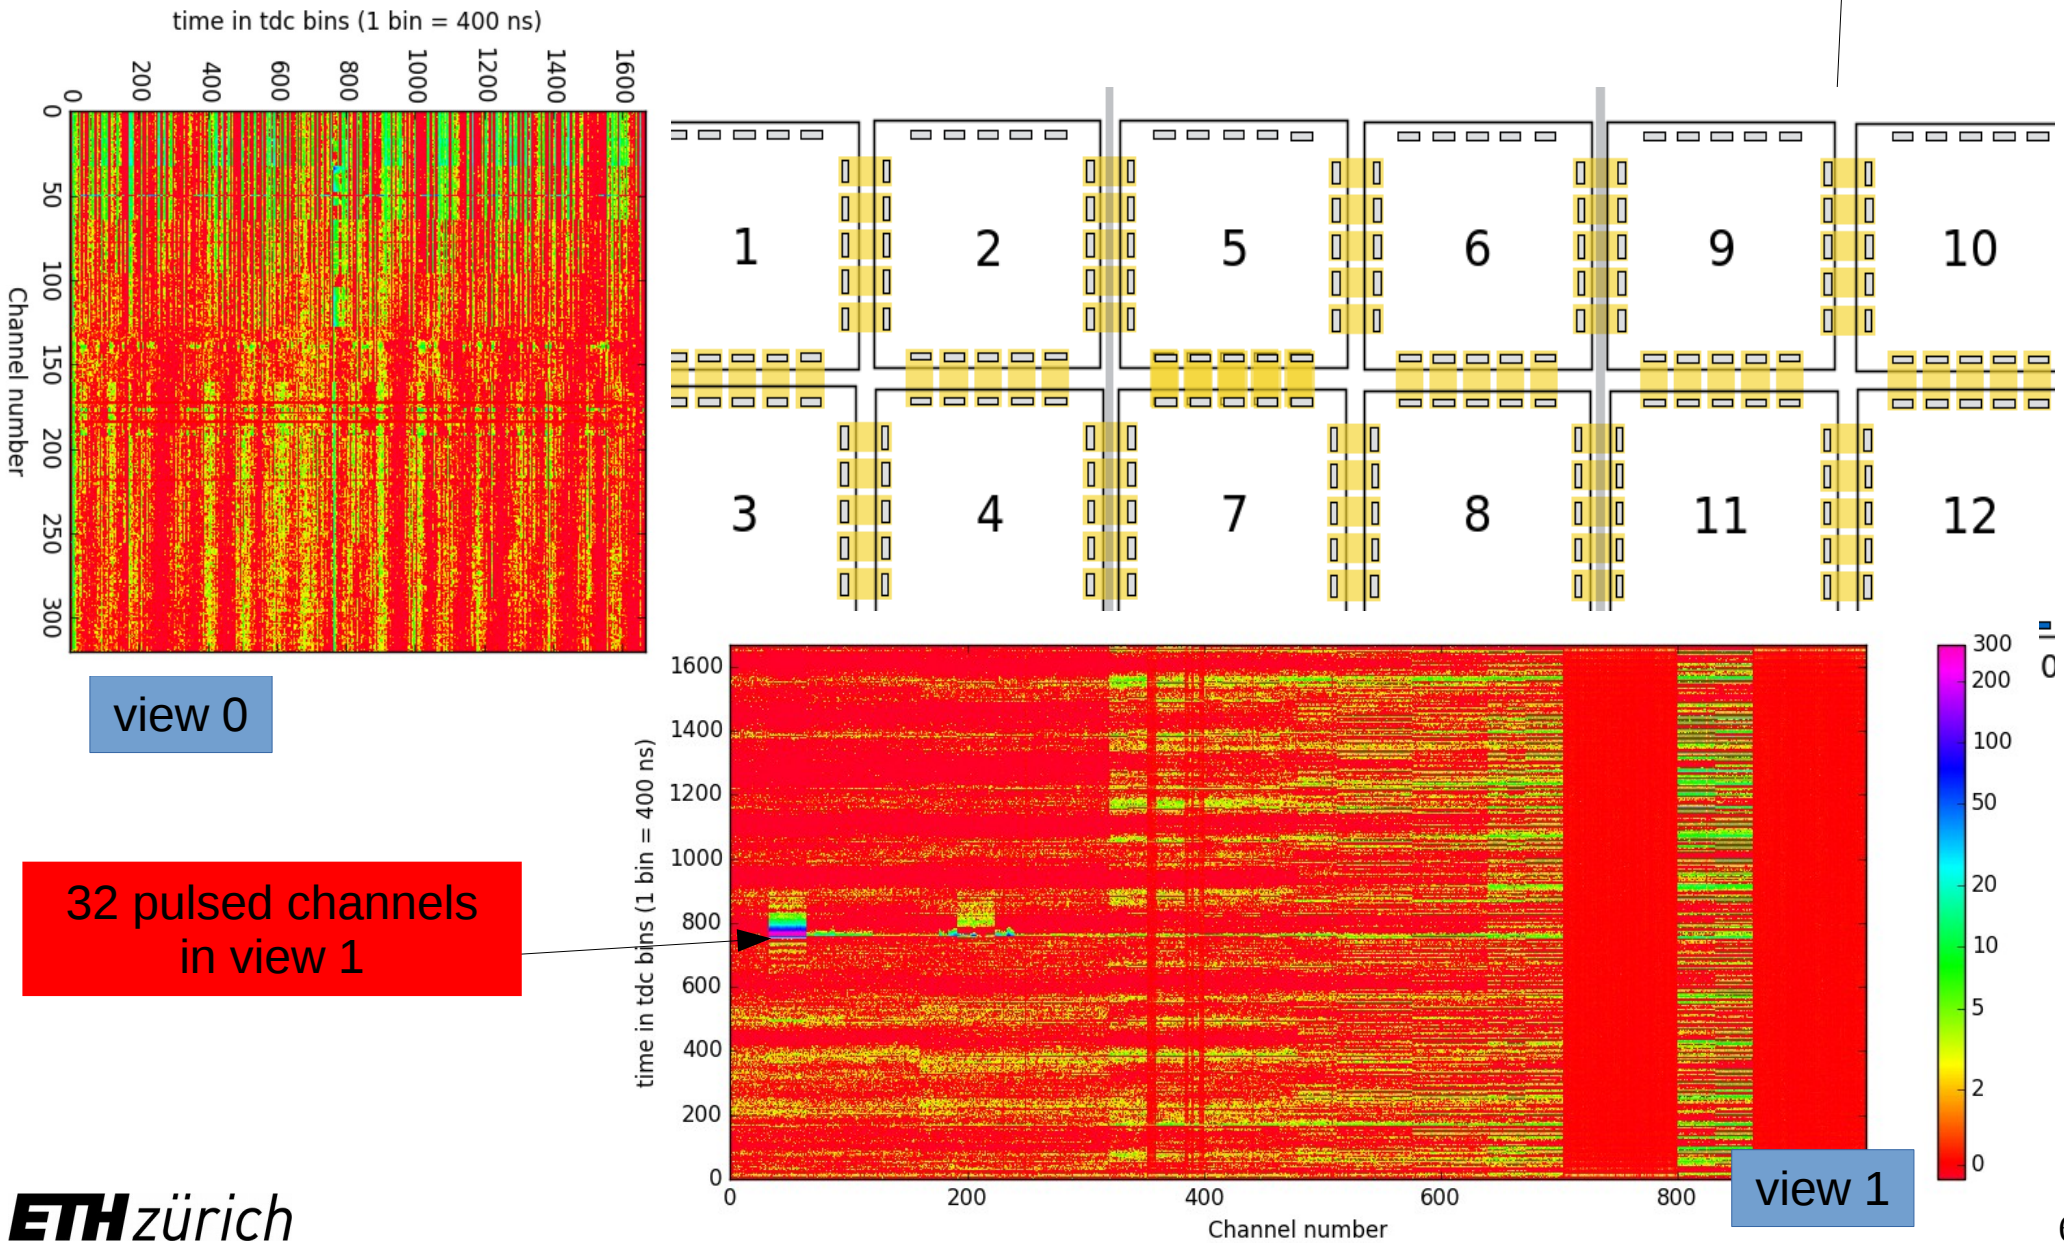 time in tdc bins (1 bin = 400 ns)
0 200 400 600 800 1000 1200 1400 1600
0
50
100
150
200
250
300
Channel number
view 0
1 2 5 6 9 10
3 4 7 8 11 12
32 pulsed channels
in view 1
time in tdc bins (1 bin = 400 ns)
1600
1400
1200
1000
800
600
400
200
0
0 200 400 600 800
Channel number
view 1
300
200
100
50
20
10
5
2
0
0
ETH zürich